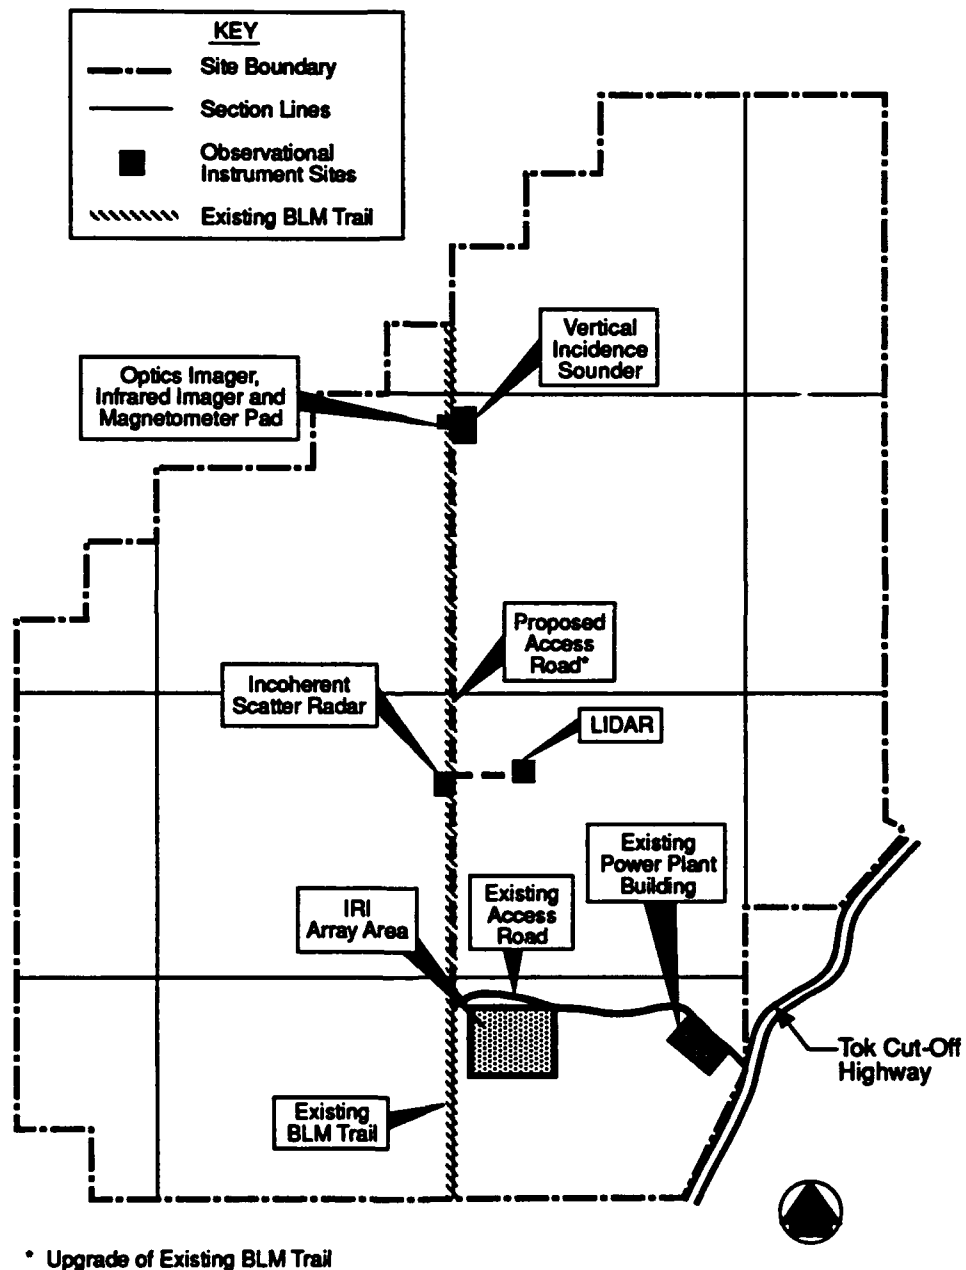 KEY
Site Boundary
Section Lines
Observational
Instrument Sites
Existing BLM Trail
Vertical
Incidence
Sounder
Optics Imager,
Infrared Imager and
Magnetometer Pad
Proposed
Access
Road*
Incoherent
Scatter Radar
LIDAR
Existing
Power Plant
Building
Existing
Access
Road
IRI
Array Area
Tok Cut-Off
Highway
Existing
BLM Trail
* Upgrade of Existing BLM Trail